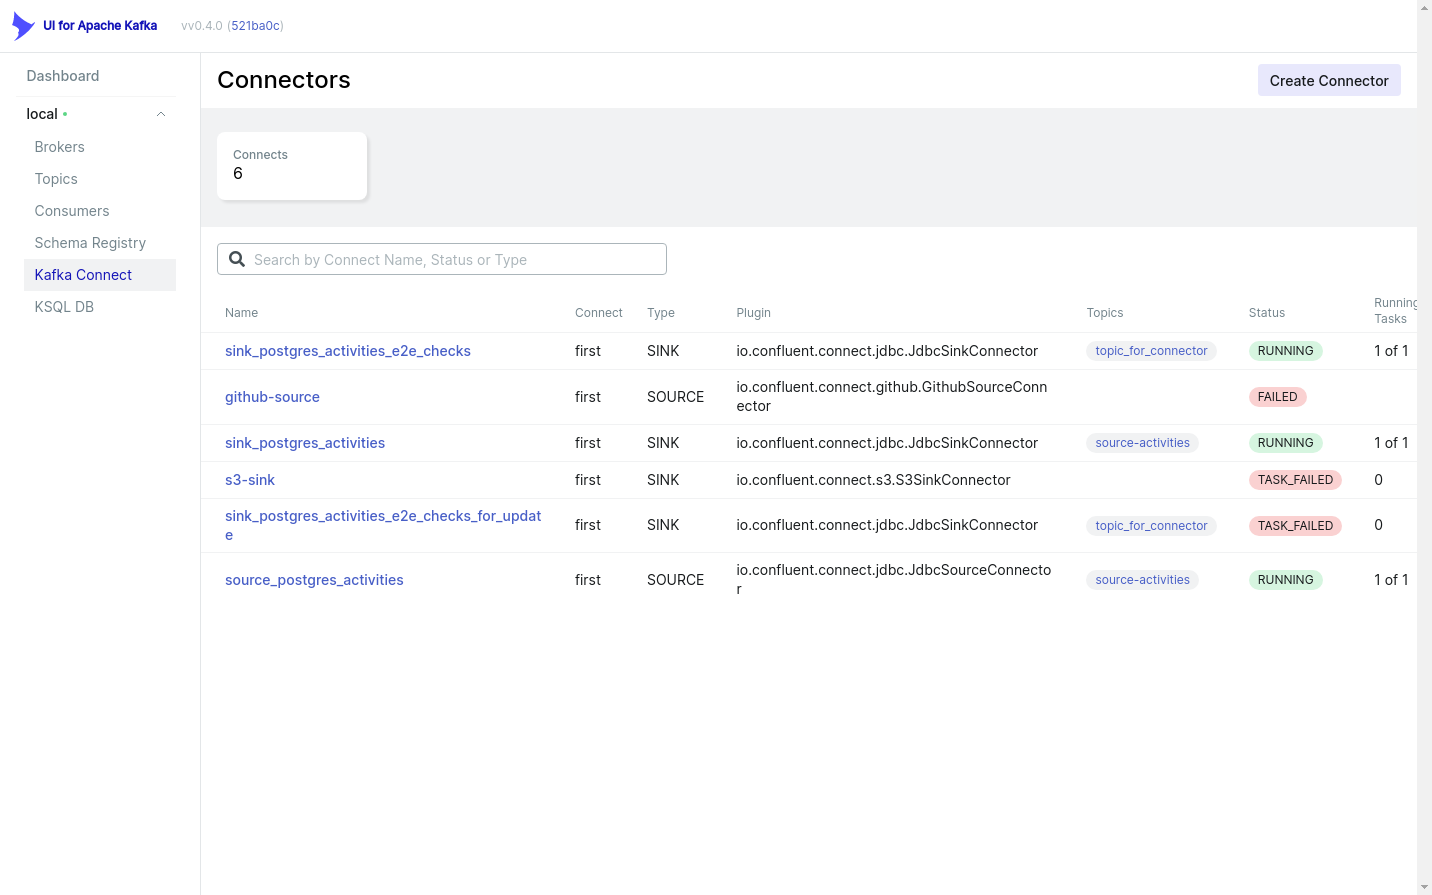 UI for Apache Kafka vv0.4.0 (521ba0c)
Dashboard
local
Brokers
Topics
Consumers
Schema Registry
Kafka Connect
KSQL DB
Connectors
Create Connector
Connects
6
Search by Connect Name, Status or Type
Name Connect Type Plugin Topics Status Running Tasks
sink_postgres_activities_e2e_checks first SINK io.confluent.connect.jdbc.JdbcSinkConnector topic_for_connector RUNNING 1 of 1
github-source first SOURCE io.confluent.connect.github.GithubSourceConn
ector FAILED
sink_postgres_activities first SINK io.confluent.connect.jdbc.JdbcSinkConnector source-activities RUNNING 1 of 1
s3-sink first SINK io.confluent.connect.s3.S3SinkConnector TASK_FAILED 0
sink_postgres_activities_e2e_checks_for_updat
e first SINK io.confluent.connect.jdbc.JdbcSinkConnector topic_for_connector TASK_FAILED 0
source_postgres_activities first SOURCE io.confluent.connect.jdbc.JdbcSourceConnecto
r source-activities RUNNING 1 of 1